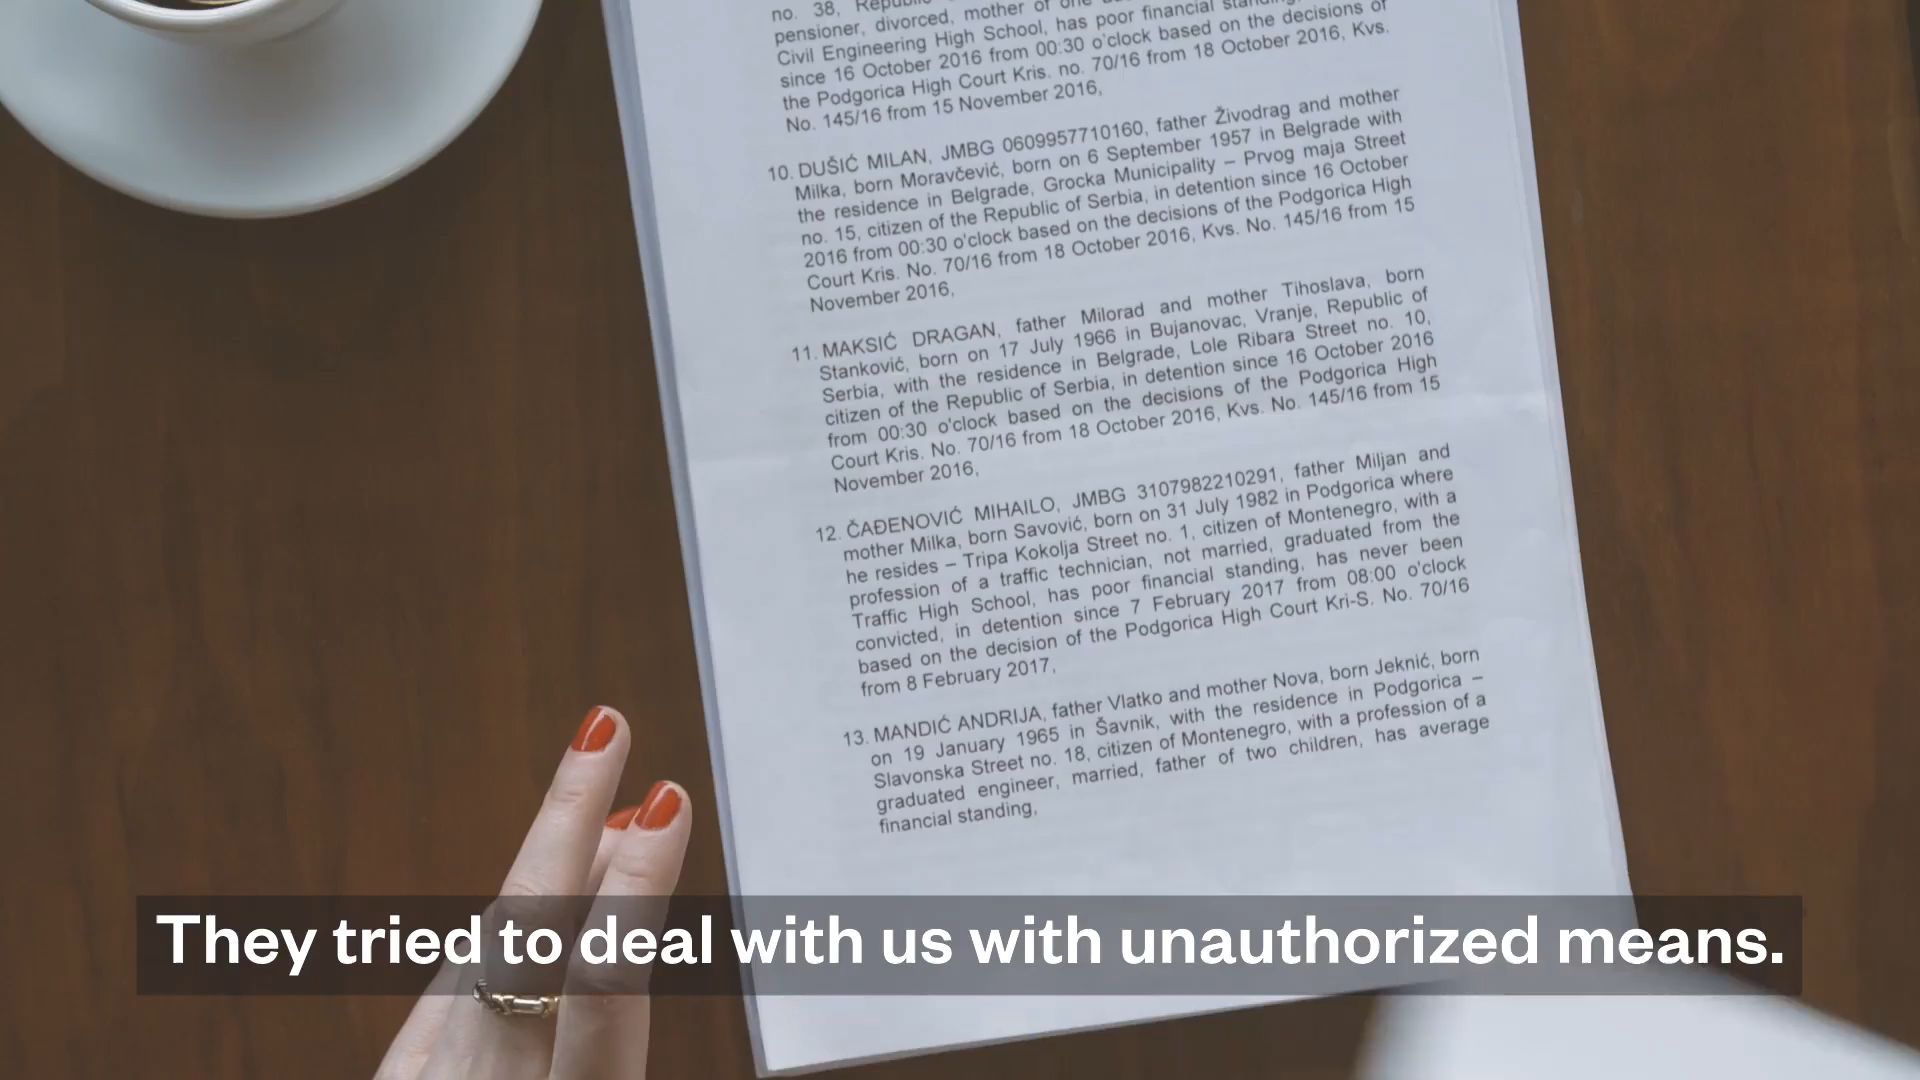 no. 38, Republic
pensioner, divorced, mother of one
Civil Engineering High School, has poor financial standing,
since 16 October 2016 from 00:30 o'clock based on the decisions of
the Podgorica High Court Kris. no. 70/16 from 18 October 2016, Kvs.
No. 145/16 from 15 November 2016,
10. DUŠIĆ MILAN, JMBG 0609957710160, father Živodrag and mother
Milka, born Moravčević, born on 6 September 1957 in Belgrade with
the residence in Belgrade, Grocka Municipality – Prvog maja Street
no. 15, citizen of the Republic of Serbia, in detention since 16 October
2016 from 00:30 o'clock based on the decisions of the Podgorica High
Court Kris. No. 70/16 from 18 October 2016, Kvs. No. 145/16 from 15
November 2016,
11. MAKSIĆ DRAGAN, father Milorad and mother Tihoslava, born
Stanković, born on 17 July 1966 in Bujanovac, Vranje, Republic of
Serbia, with the residence in Belgrade, Lole Ribara Street no. 10,
citizen of the Republic of Serbia, in detention since 16 October 2016
from 00:30 o'clock based on the decisions of the Podgorica High
Court Kris. No. 70/16 from 18 October 2016, Kvs. No. 145/16 from 15
November 2016,
12. ČAĐENOVIĆ MIHAILO, JMBG 3107982210291, father Miljan and
mother Milka, born Savović, born on 31 July 1982 in Podgorica where
he resides – Tripa Kokolja Street no. 1, citizen of Montenegro, with a
profession of a traffic technician, not married, graduated from the
Traffic High School, has poor financial standing, has never been
convicted, in detention since 7 February 2017 from 08:00 o'clock
based on the decision of the Podgorica High Court Kri-S. No. 70/16
from 8 February 2017,
13. MANDIĆ ANDRIJA, father Vlatko and mother Nova, born Jeknić, born
on 19 January 1965 in Šavnik, with the residence in Podgorica –
Slavonska Street no. 18, citizen of Montenegro, with a profession of a
graduated engineer, married, father of two children, has average
financial standing,
They tried to deal with us with unauthorized means.